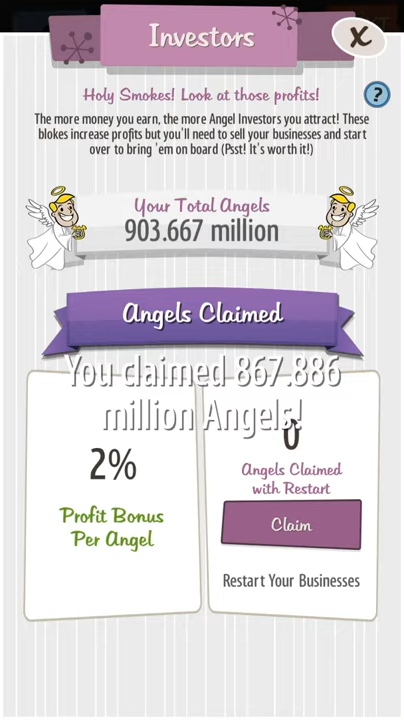 Investors
X
Holy Smokes! Look at those profits!
?
The more money you earn, the more Angel Investors you attract! These
blokes increase profits but you'll need to sell your businesses and start
over to bring 'em on board (Psst! It's worth it!)
Your Total Angels
903.667 million
Angels Claimed
You claimed 867.886
million Angels!
2%
Profit Bonus
Per Angel
0
Angels Claimed
with Restart
Claim
Restart Your Businesses